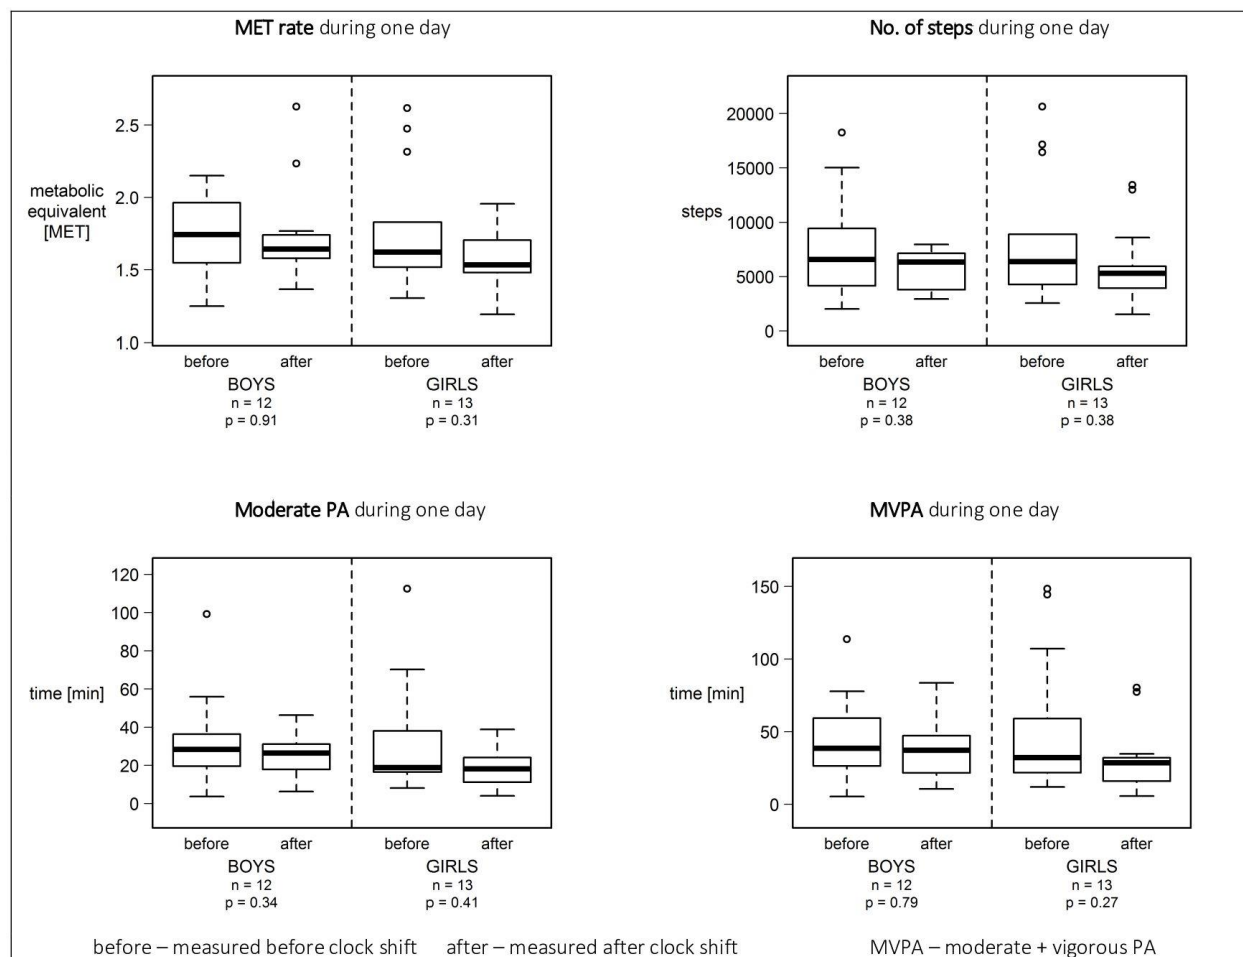 MET rate during one day
2.5
2.0
1.5
1.0
metabolic
equivalent
[MET]
before after before after
BOYS GIRLS
n = 12 n = 13
p = 0.91 p = 0.31
No. of steps during one day
20000
15000
10000
5000
0
steps
before after before after
BOYS GIRLS
n = 12 n = 13
p = 0.38 p = 0.38
Moderate PA during one day
120
100
80
60
40
20
0
time [min]
before after before after
BOYS GIRLS
n = 12 n = 13
p = 0.34 p = 0.41
MVPA during one day
150
100
50
0
time [min]
before after before after
BOYS GIRLS
n = 12 n = 13
p = 0.79 p = 0.27
before – measured before clock shift after – measured after clock shift MVPA – moderate + vigorous PA